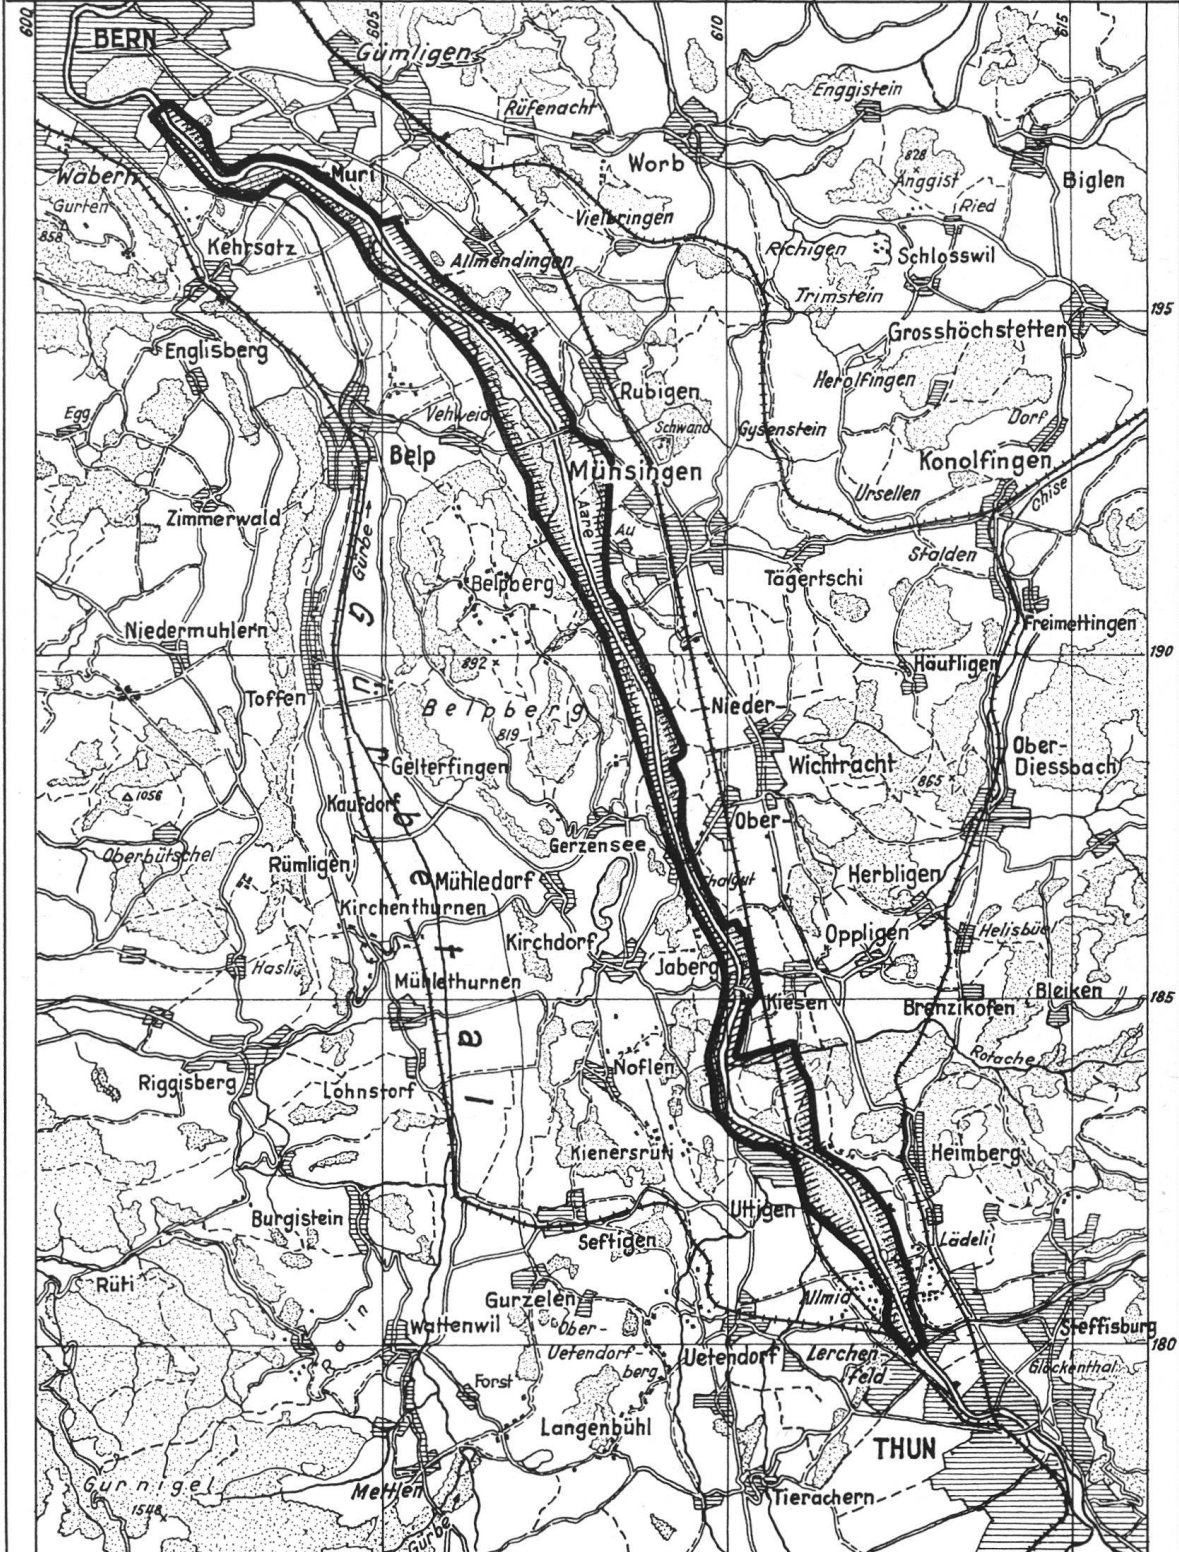 600
605
610
615
BERN
Gümligen
Rüfenacht
Enggistein
Worb
828
Änggist
Biglen
Wabern
Muri
Gurten
858
Vielbringen
Ried
Kehrsatz
Allmendingen
Richigen
Schlosswil
Trimstein
195
Grosshöchstetten
Englisberg
Rubigen
Herolfingen
Egg
Vehweid
Schwand
Gysenstein
Dorf
Belp
Münsingen
Konolfingen
Ursellen
Chise
Zimmerwald
Aare
Au
Stalden
Gürbe
Belpberg
Tägertschi
Niedermuhlern
Freimettingen
892
Häutligen
190
Toffen
Belpberg
Nieder-
819
Ober-
Diessbach
Gelterfingen
Wichtracht
865
1056
Kaufdorf
Ober-
Oberbütschel
Gerzensee
Rümligen
Mühledorf
Thalgut
Herbligen
Kirchenthurnen
Kirchdorf
Oppligen
Helisbüel
Hasli
Jaberg
Mühlethurnen
Kiesen
Bleiken
Brenzikofen
185
Gürbetal
Rotache
Riggisberg
Lohnstorf
Noflen
Kienersrüti
Heimberg
Burgistein
Uttigen
Seftigen
Lädeli
Rüti
Gurzelen
Allmid
Wattenwil
Ober-
Steffisburg
Uetendorf-
berg
Uetendorf
Lerchen-
feld
Glockenthal
180
Forst
Langenbühl
THUN
Gurnigel
1548
Mettlen
Tierachern
Gürbe